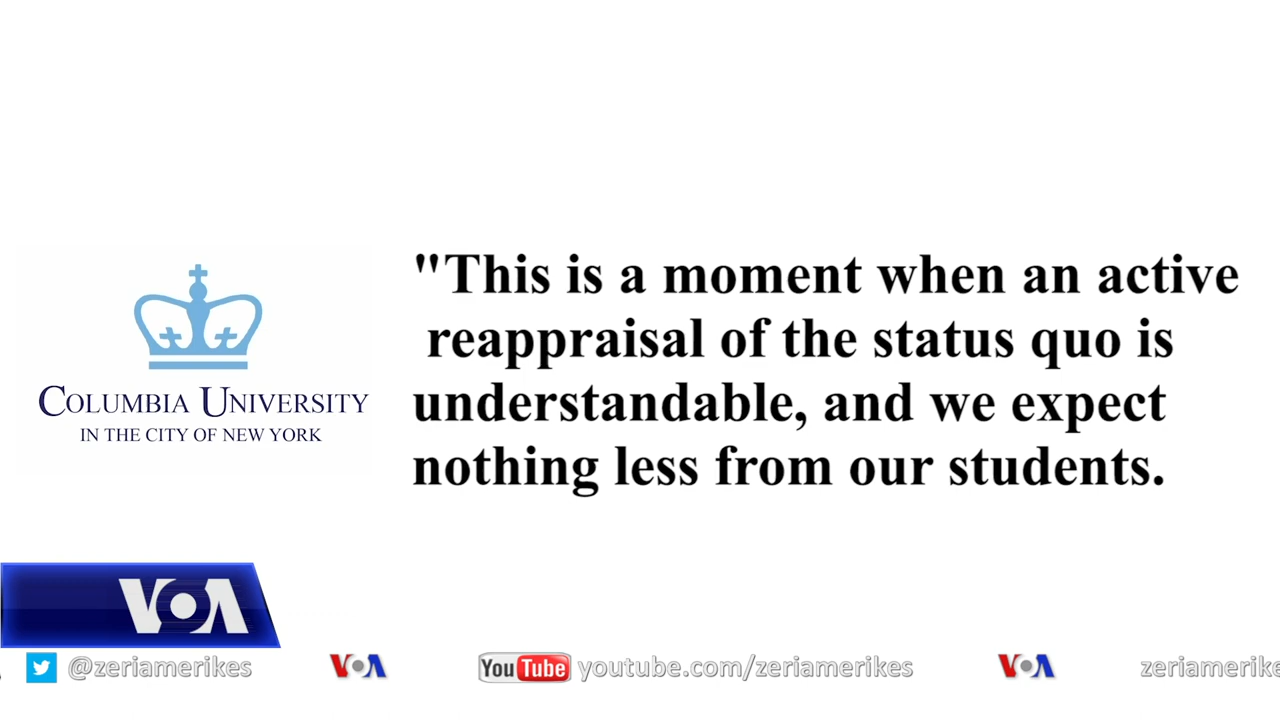 "This is a moment when an active
reappraisal of the status quo is
understandable, and we expect
nothing less from our students.
COLUMBIA UNIVERSITY
IN THE CITY OF NEW YORK
VOA
@zeriamerikes VOA YouTube youtube.com/zeriamerikes VOA